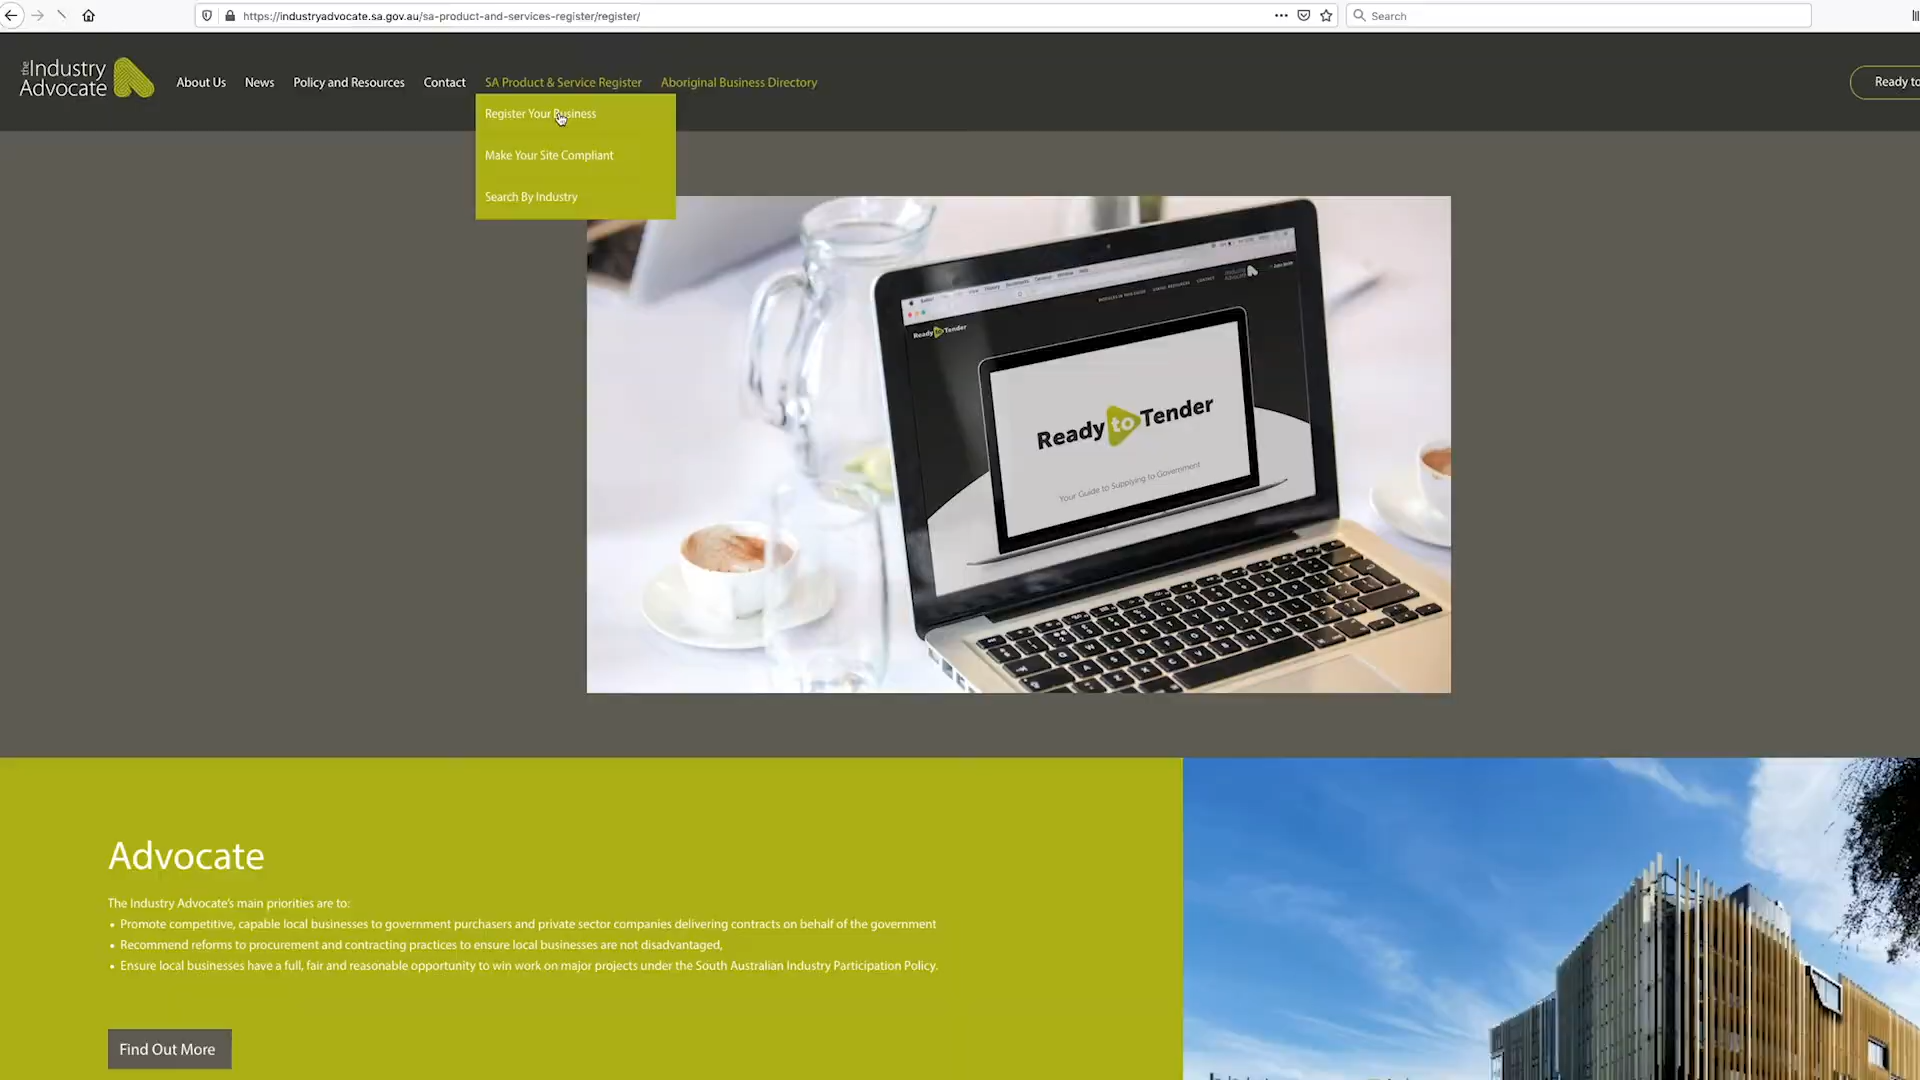 https://industryadvocate.sa.gov.au/sa-product-and-services-register/register/
Search
the Industry
Advocate
About Us
News
Policy and Resources
Contact
SA Product & Service Register
Aboriginal Business Directory
Ready to
Register Your Business
Make Your Site Compliant
Search By Industry
Ready to Tender
Ready to Tender
Your Guide to Supplying to Government
Advocate
The Industry Advocate's main priorities are to:
• Promote competitive, capable local businesses to government purchasers and private sector companies delivering contracts on behalf of the government
• Recommend reforms to procurement and contracting practices to ensure local businesses are not disadvantaged,
• Ensure local businesses have a full, fair and reasonable opportunity to win work on major projects under the South Australian Industry Participation Policy.
Find Out More